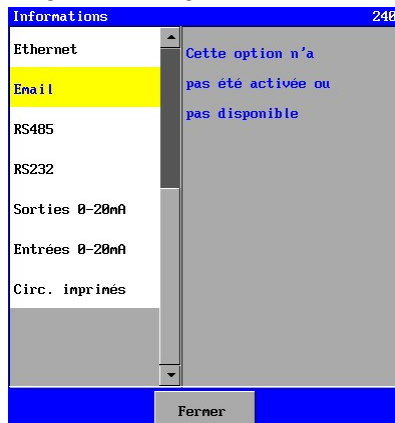 Informations 240
Ethernet
Email
RS485
RS232
Sorties 0-20mA
Entrées 0-20mA
Circ. imprimés
Cette option n'a
pas été activée ou
pas disponible
Fermer